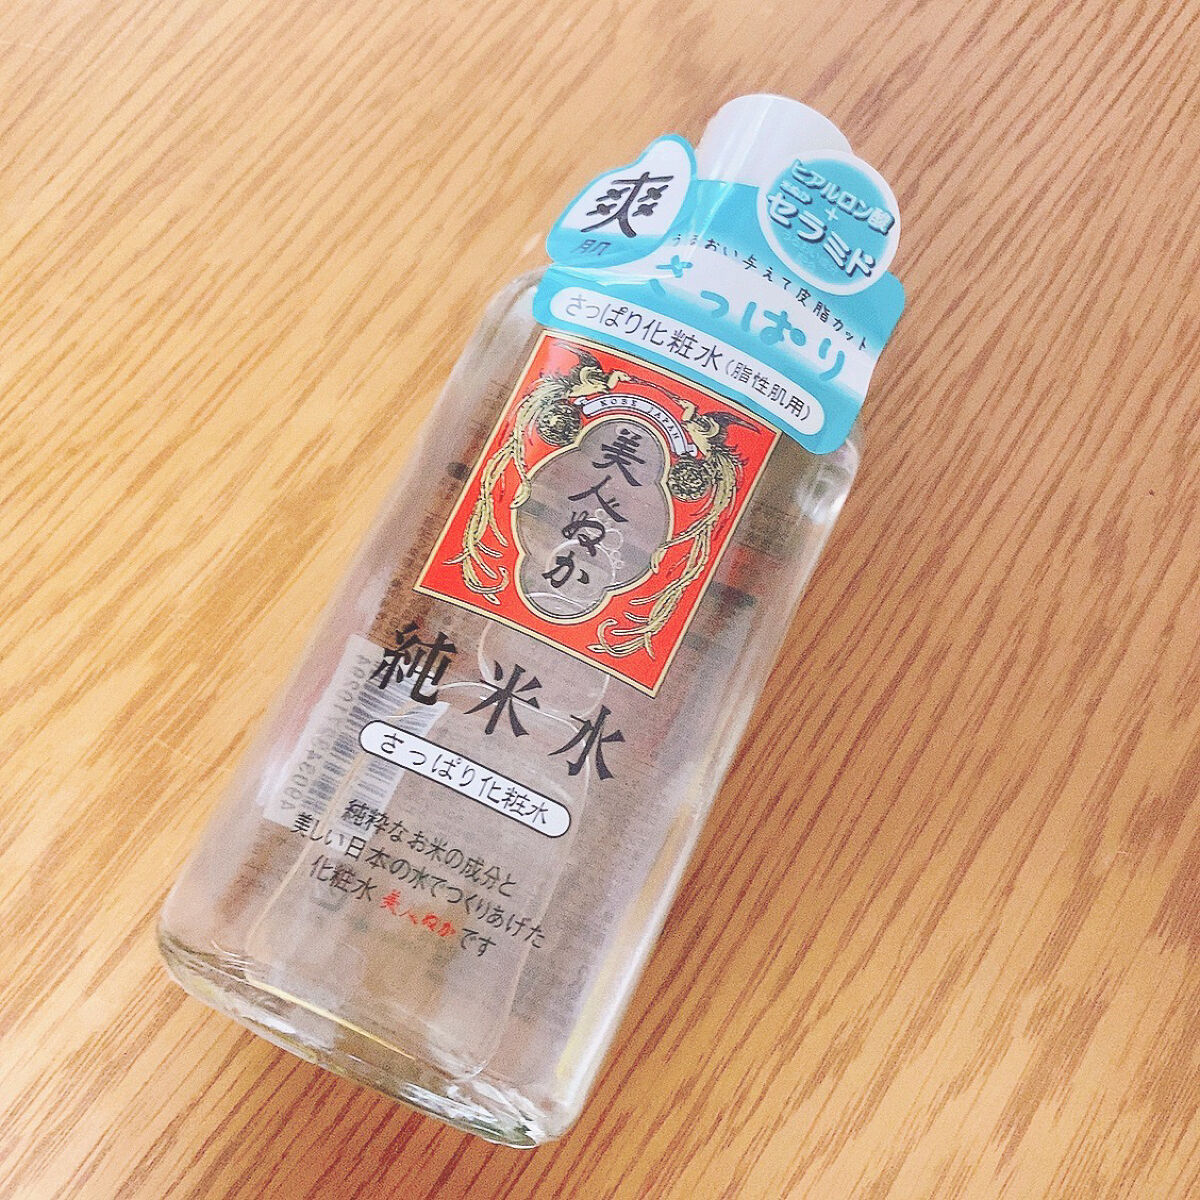 爽
肌
ヒアルロン酸
+
セラミド
うるおい与えて皮脂カット
さっぱり
さっぱり化粧水(脂性肌用)
KOBE JAPAN
美人ぬか
純米水
さっぱり化粧水
純粋なお米の成分と
美しい日本の水でつくりあげた
化粧水 美人ぬかです